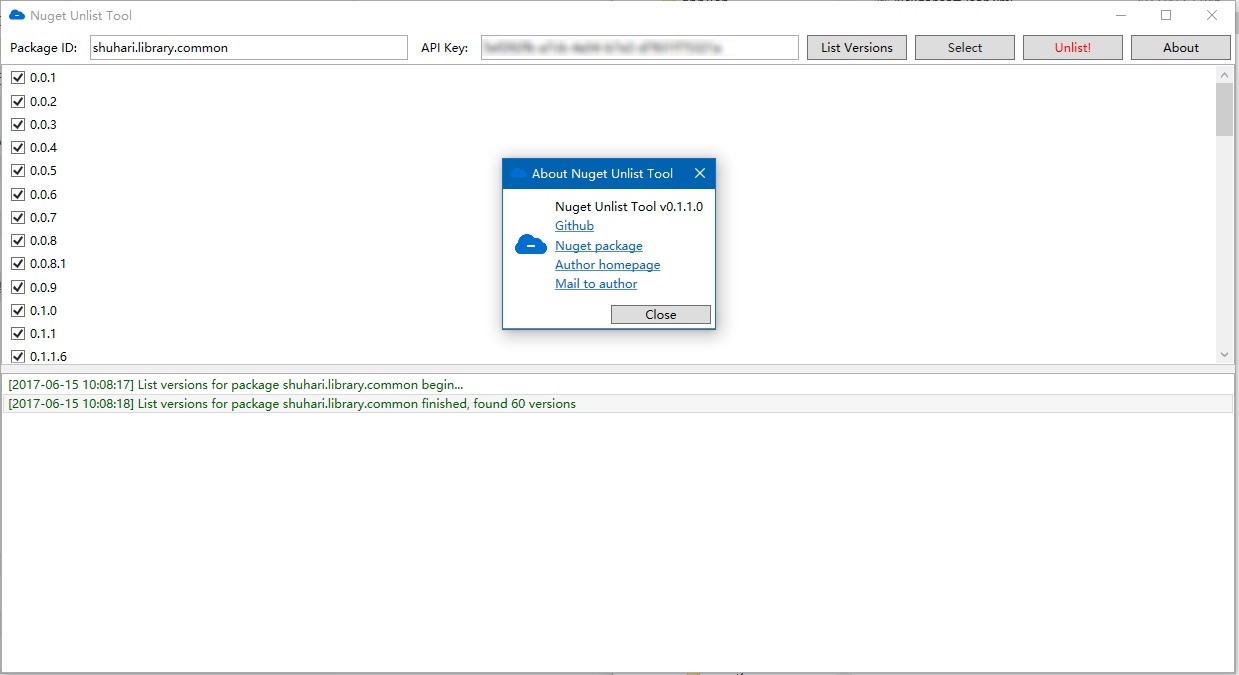 Nuget Unlist Tool
Package ID: shuhari.library.common API Key: List Versions Select Unlist! About
0.0.1
0.0.2
0.0.3
0.0.4
0.0.5
0.0.6
0.0.7
0.0.8
0.0.8.1
0.0.9
0.1.0
0.1.1
0.1.1.6
About Nuget Unlist Tool
Nuget Unlist Tool v0.1.1.0
Github
Nuget package
Author homepage
Mail to author
Close
[2017-06-15 10:08:17] List versions for package shuhari.library.common begin...
[2017-06-15 10:08:18] List versions for package shuhari.library.common finished, found 60 versions